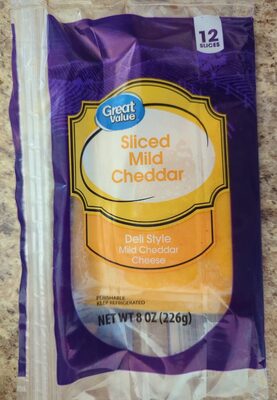 12
SLICES
Great
Value
Sliced
Mild
Cheddar
Deli Style
Mild Cheddar
Cheese
PERISHABLE
KEEP REFRIGERATED
NET WT 8 OZ (226g)